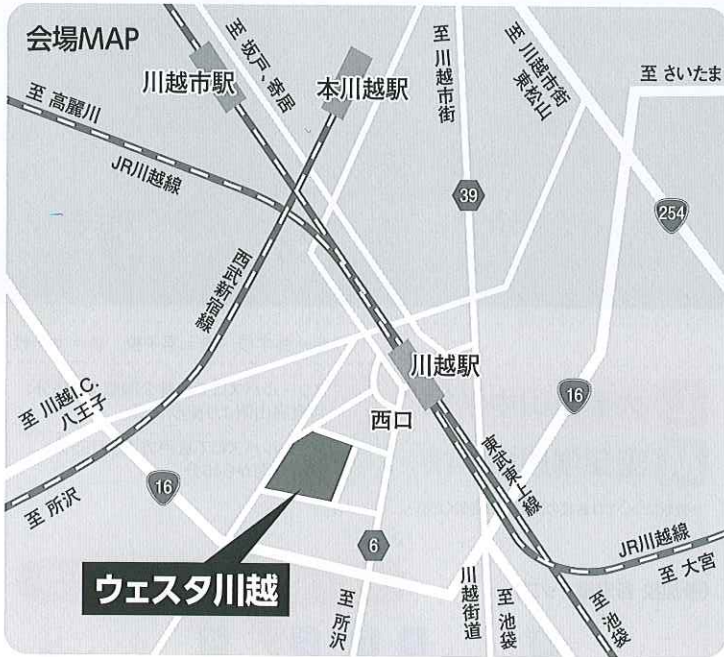 会場MAP
川越市駅
至 坂戸、寄居
本川越駅
至 川越市街
至 川越市街
東松山
至 さいたま
至 高麗川
JR川越線
39
254
西武新宿線
川越駅
至 川越I.C.
八王子
西口
16
東武東上線
至 所沢
16
6
JR川越線
至 大宮
ウェスタ川越
至 所沢
川越街道
至 池袋
至 池袋